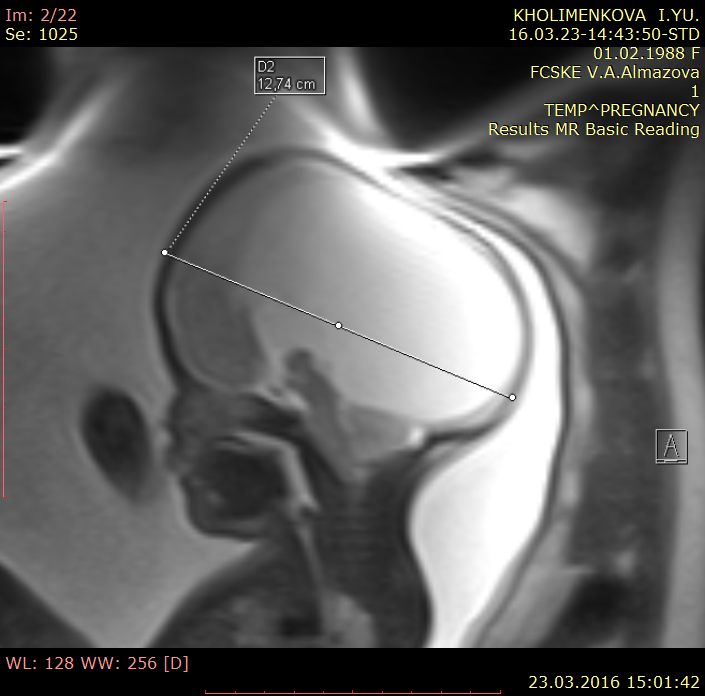 Im: 2/22
Se: 1025
KHOLIMENKOVA I.YU.
16.03.23-14:43:50-STD
01.02.1988 F
FCSKE V.A.Almazova
1
TEMP^PREGNANCY
Results MR Basic Reading
D2
12,74 cm
A
WL: 128 WW: 256 [D]
23.03.2016 15:01:42